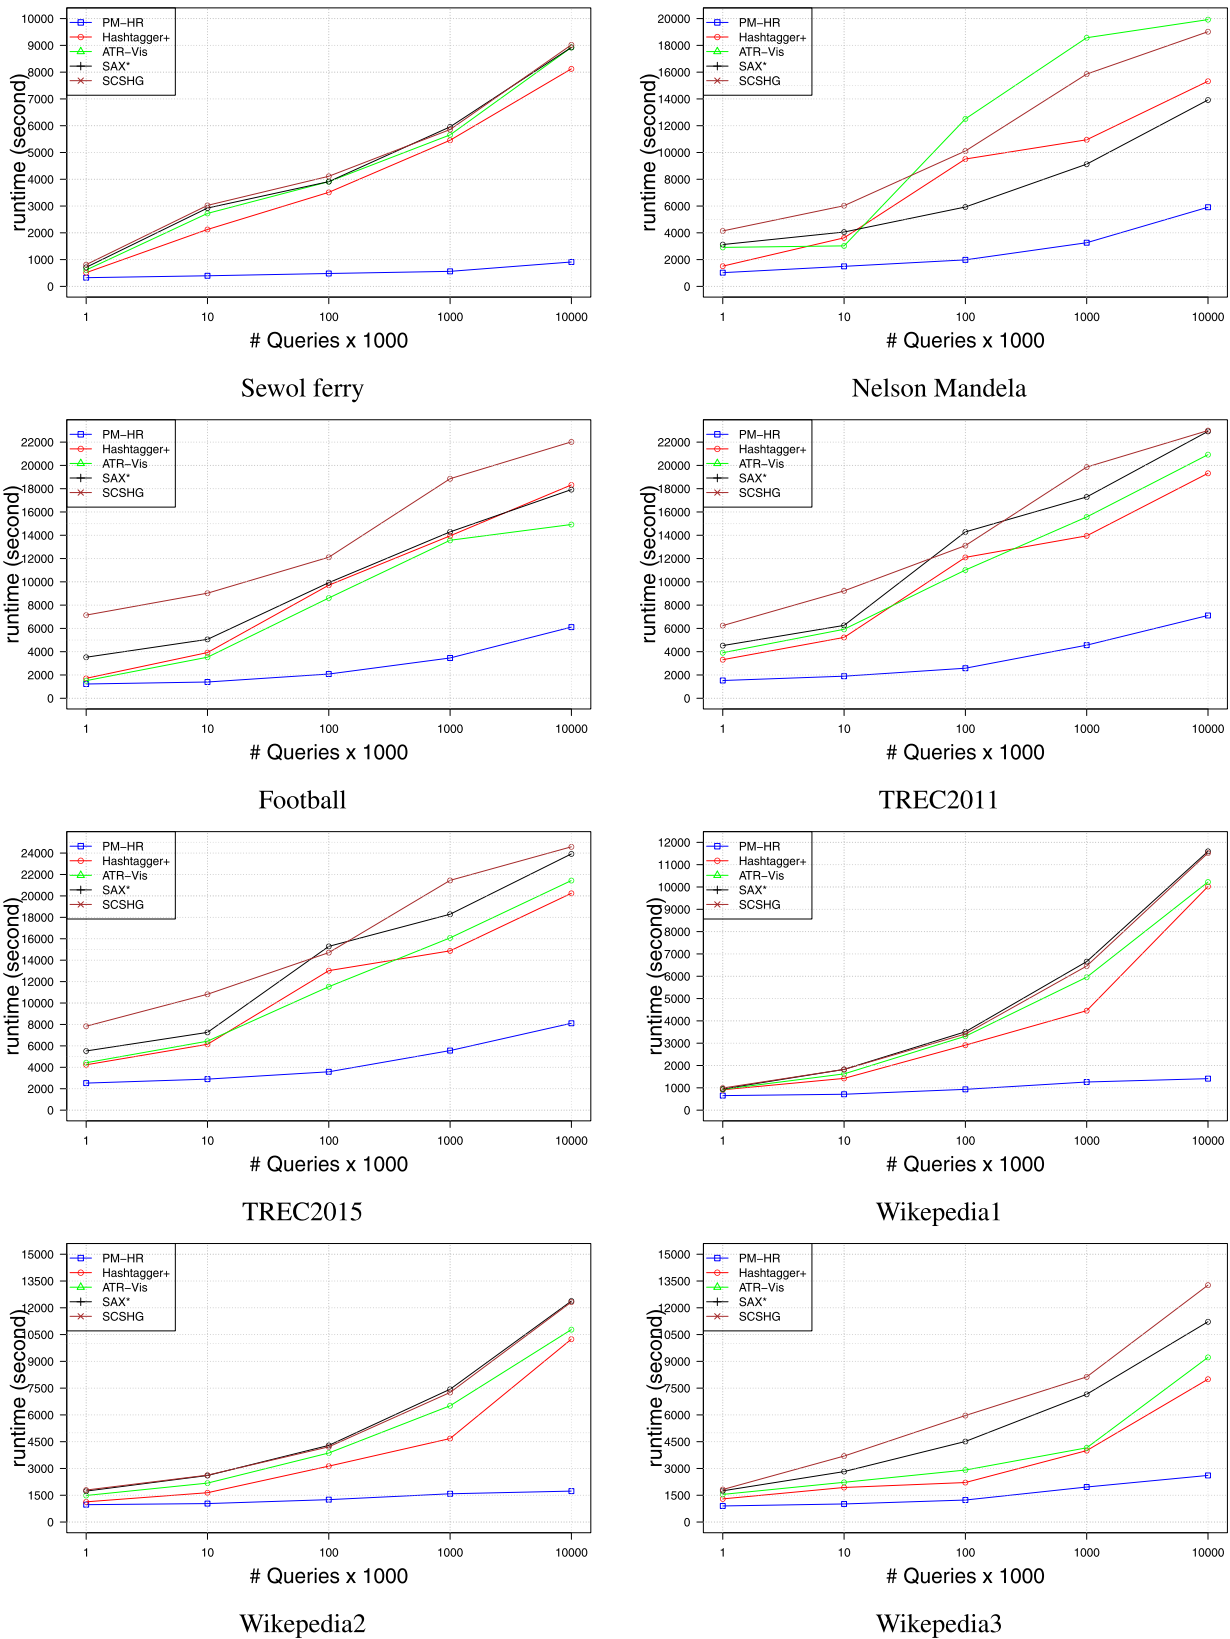 PM−HR
Hashtagger+
ATR−Vis
SAX*
SCSHG
10000
9000
8000
7000
6000
5000
4000
3000
2000
1000
0
runtime (second)
1 10 100 1000 10000
# Queries x 1000
Sewol ferry
PM−HR
Hashtagger+
ATR−Vis
SAX*
SCSHG
20000
18000
16000
14000
12000
10000
8000
6000
4000
2000
0
runtime (second)
1 10 100 1000 10000
# Queries x 1000
Nelson Mandela
PM−HR
Hashtagger+
ATR−Vis
SAX*
SCSHG
22000
20000
18000
16000
14000
12000
10000
8000
6000
4000
2000
0
runtime (second)
1 10 100 1000 10000
# Queries x 1000
Football
PM−HR
Hashtagger+
ATR−Vis
SAX*
SCSHG
22000
20000
18000
16000
14000
12000
10000
8000
6000
4000
2000
0
runtime (second)
1 10 100 1000 10000
# Queries x 1000
TREC2011
PM−HR
Hashtagger+
ATR−Vis
SAX*
SCSHG
24000
22000
20000
18000
16000
14000
12000
10000
8000
6000
4000
2000
0
runtime (second)
1 10 100 1000 10000
# Queries x 1000
TREC2015
PM−HR
Hashtagger+
ATR−Vis
SAX*
SCSHG
12000
11000
10000
9000
8000
7000
6000
5000
4000
3000
2000
1000
0
runtime (second)
1 10 100 1000 10000
# Queries x 1000
Wikepedia1
PM−HR
Hashtagger+
ATR−Vis
SAX*
SCSHG
15000
13500
12000
10500
9000
7500
6000
4500
3000
1500
0
runtime (second)
1 10 100 1000 10000
# Queries x 1000
Wikepedia2
PM−HR
Hashtagger+
ATR−Vis
SAX*
SCSHG
15000
13500
12000
10500
9000
7500
6000
4500
3000
1500
0
runtime (second)
1 10 100 1000 10000
# Queries x 1000
Wikepedia3